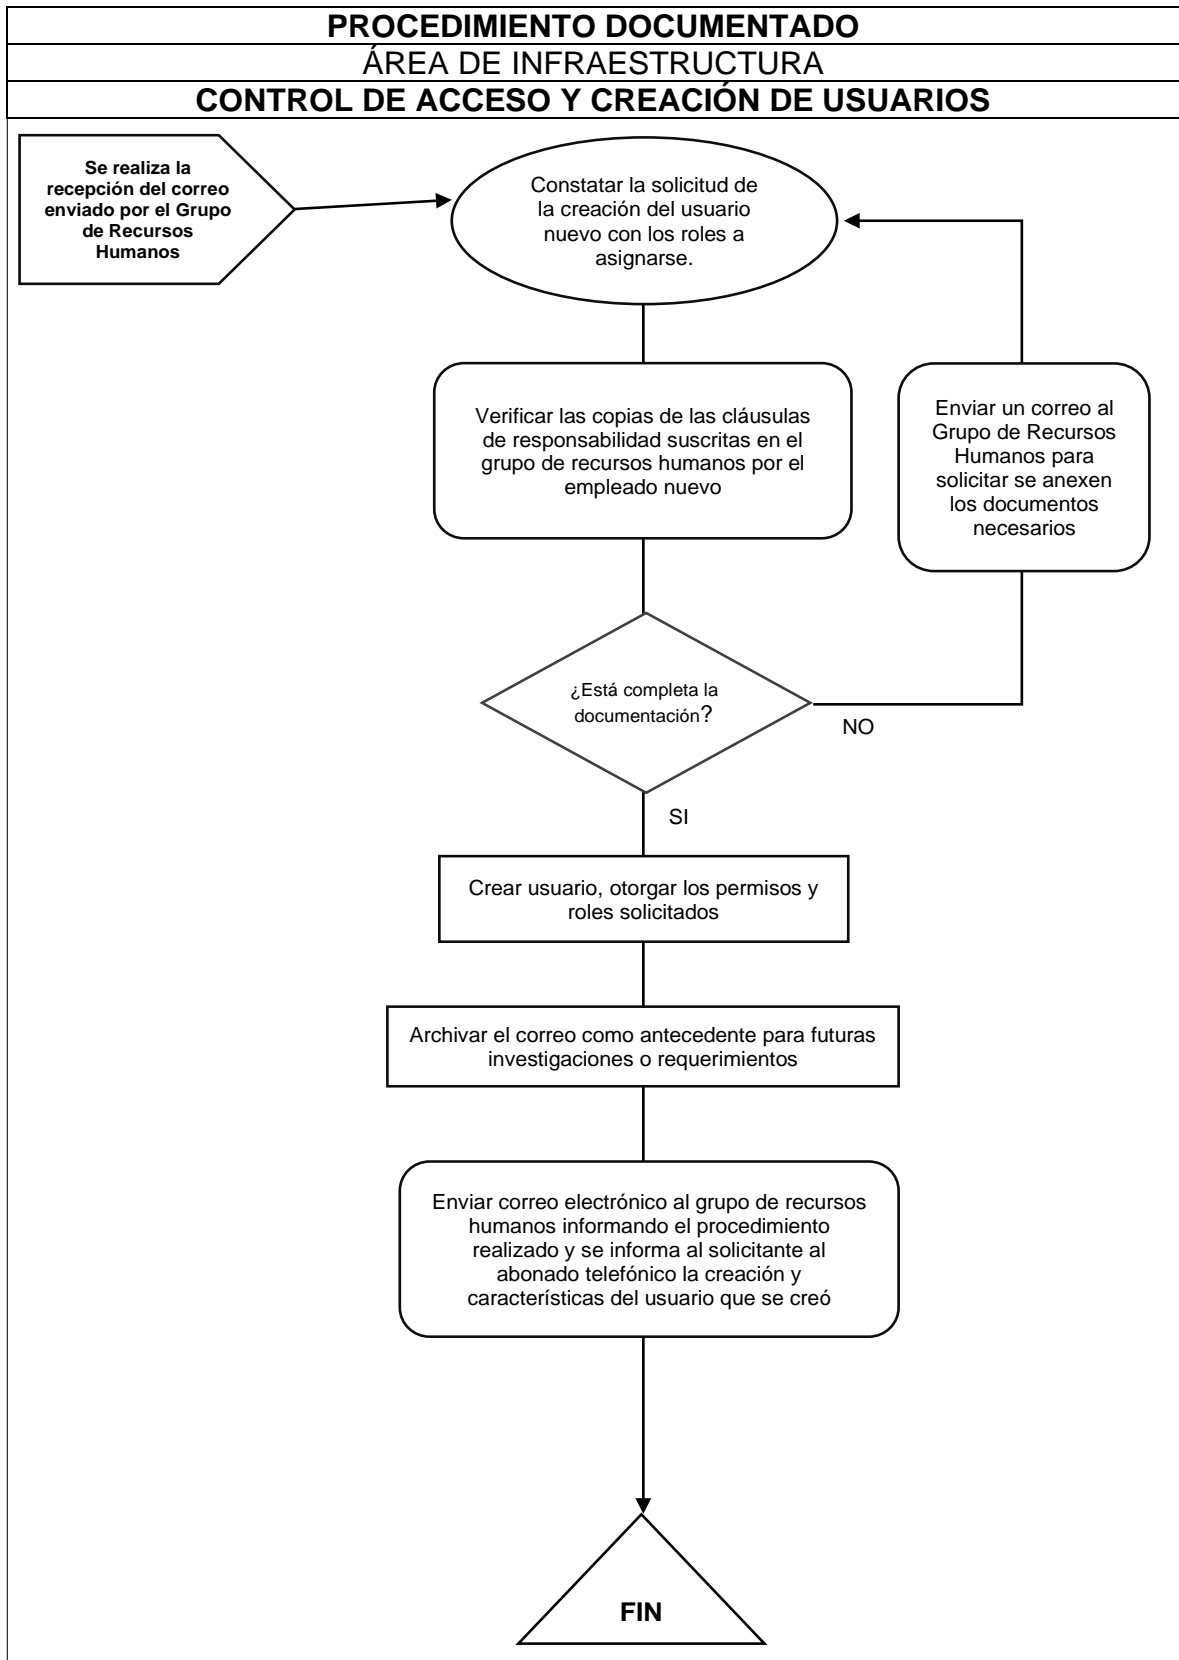 PROCEDIMIENTO DOCUMENTADO
ÁREA DE INFRAESTRUCTURA
CONTROL DE ACCESO Y CREACIÓN DE USUARIOS
Se realiza la
recepción del correo
enviado por el Grupo
de Recursos
Humanos
Constatar la solicitud de
la creación del usuario
nuevo con los roles a
asignarse.
Verificar las copias de las cláusulas
de responsabilidad suscritas en el
grupo de recursos humanos por el
empleado nuevo
Enviar un correo al
Grupo de Recursos
Humanos para
solicitar se anexen
los documentos
necesarios
¿Está completa la
documentación?
NO
SI
Crear usuario, otorgar los permisos y
roles solicitados
Archivar el correo como antecedente para futuras
investigaciones o requerimientos
Enviar correo electrónico al grupo de recursos
humanos informando el procedimiento
realizado y se informa al solicitante al
abonado telefónico la creación y
características del usuario que se creó
FIN